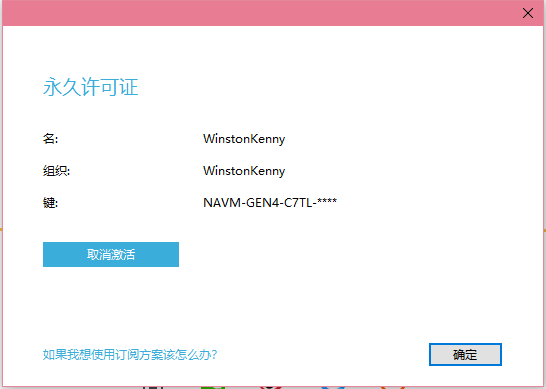 永久许可证
名: WinstonKenny
组织: WinstonKenny
键: NAVM-GEN4-C7TL-****
取消激活
如果我想使用订阅方案该怎么办?
确定